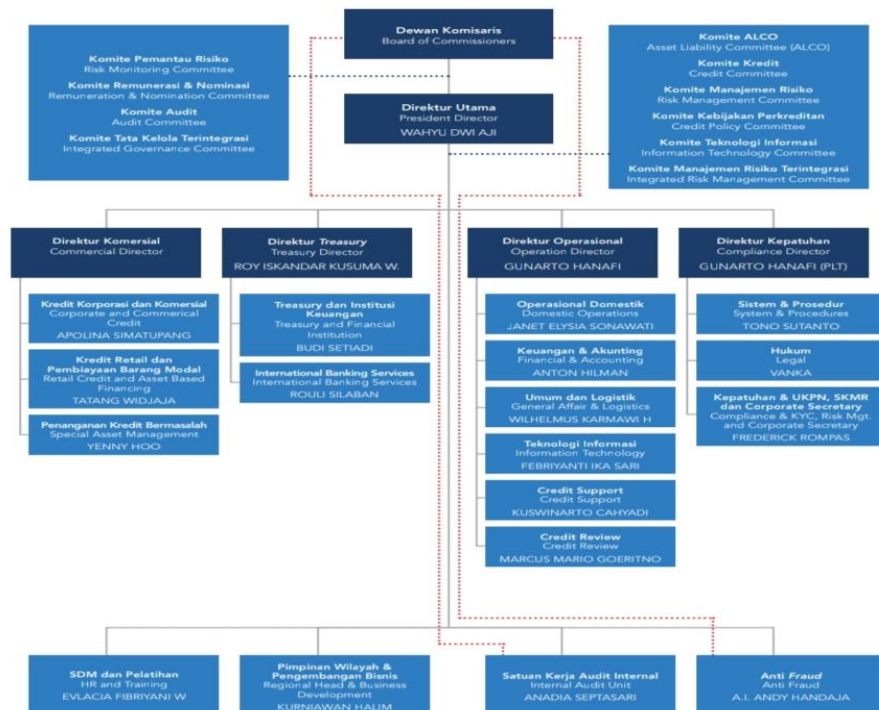 Dewan Komisaris
Board of Commissioners
Komite Pemantau Risiko
Risk Monitoring Committee
Komite Remunerasi & Nominasi
Remuneration & Nomination Committee
Komite Audit
Audit Committee
Komite Tata Kelola Terintegrasi
Integrated Governance Committee
Direktur Utama
President Director
WAHYU DWI AJI
Komite ALCO
Asset Liability Committee (ALCO)
Komite Kredit
Credit Committee
Komite Manajemen Risiko
Risk Management Committee
Komite Kebijakan Perkreditan
Credit Policy Committee
Komite Teknologi Informasi
Information Technology Committee
Komite Manajemen Risiko Terintegrasi
Integrated Risk Management Committee
Direktur Komersial
Commercial Director
Kredit Korporasi dan Komersial
Corporate and Commerical
Credit
APOLINA SIMATUPANG
Kredit Retail dan
Pembiayaan Barang Modal
Retail Credit and Asset Based
Financing
TATANG WIDJAJA
Penanganan Kredit Bermasalah
Special Asset Management
YENNY HOO
Direktur Treasury
Treasury Director
ROY ISKANDAR KUSUMA W.
Treasury dan Institusi
Keuangan
Treasury and Financial
Institution
BUDI SETIADI
International Banking Services
International Banking Services
ROULI SILABAN
Direktur Operasional
Operation Director
GUNARTO HANAFI
Operasional Domestik
Domestic Operations
JANET ELYSIA SONAWATI
Keuangan & Akunting
Financial & Accounting
ANTON HILMAN
Umum dan Logistik
General Affair & Logistics
WILHELMUS KARMAWI H
Teknologi Informasi
Information Technology
FEBRIYANTI IKA SARI
Credit Support
Credit Support
KUSWINARTO CAHYADI
Credit Review
Credit Review
MARCUS MARIO GOERITNO
Direktur Kepatuhan
Compliance Director
GUNARTO HANAFI (PLT)
Sistem & Prosedur
System & Procedures
TONO SUTANTO
Hukum
Legal
VANKA
Kepatuhan & UKPN, SKMR
dan Corporate Secretary
Compliance & KYC, Risk Mgt.
and Corporate Secretary
FREDERICK ROMPAS
SDM dan Pelatihan
HR and Training
EVLACIA FIBRIYANI W
Pimpinan Wilayah &
Pengembangan Bisnis
Regional Head & Business
Development
KURNIAWAN HALIM
Satuan Kerja Audit Internal
Internal Audit Unit
ANADIA SEPTASARI
Anti Fraud
Anti Fraud
A.I. ANDY HANDAJA